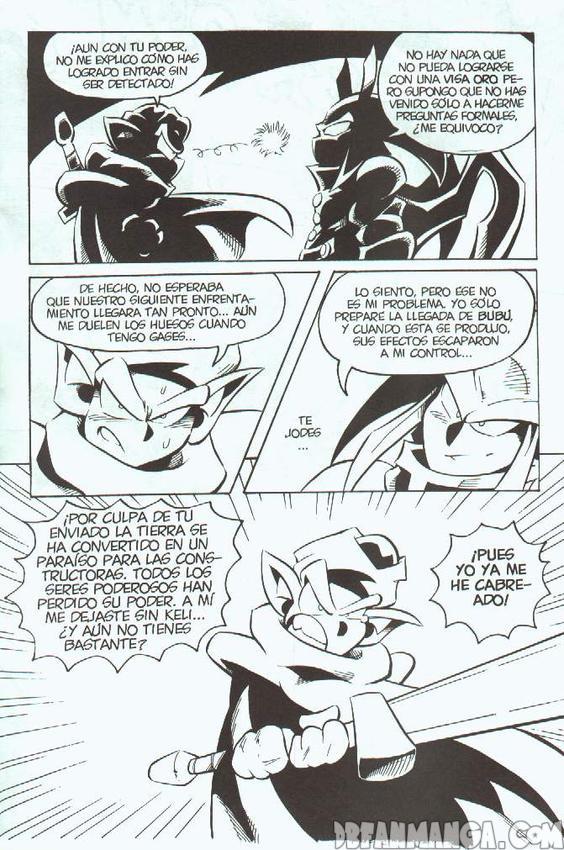 ¡AUN CON TU PODER,
NO ME EXPLICO CÓMO HAS
LOGRADO ENTRAR SIN
SER DETECTADO!
NO HAY NADA QUE
NO PUEDA LOGRARSE
CON UNA VISA ORO PE-
RO SUPONGO QUE NO HAS
VENIDO SÓLO A HACERME
PREGUNTAS FORMALES,
¿ME EQUIVOCO?
DE HECHO, NO ESPERABA
QUE NUESTRO SIGUIENTE ENFRENTA-
MIENTO LLEGARA TAN PRONTO... AÚN
ME DUELEN LOS HUESOS CUANDO
TENGO GASES...
LO SIENTO, PERO ESE NO
ES MI PROBLEMA. YO SÓLO
PREPARE LA LLEGADA DE BUBÚ,
Y CUANDO ESTA SE PRODUJO,
SUS EFECTOS ESCAPARON
A MI CONTROL...
TE
JODES
...
¡POR CULPA DE TU
ENVIADO LA TIERRA SE
HA CONVERTIDO EN UN
PARAÍSO PARA LAS CONS-
TRUCTORAS. TODOS LOS
SERES PODEROSOS HAN
PERDIDO SU PODER. A MÍ
ME DEJASTE SIN KELI...
¿Y AÚN NO TIENES
BASTANTE?
¡PUES
YO YA ME
HE CABRE-
ADO!
DBFANMANGA.COM